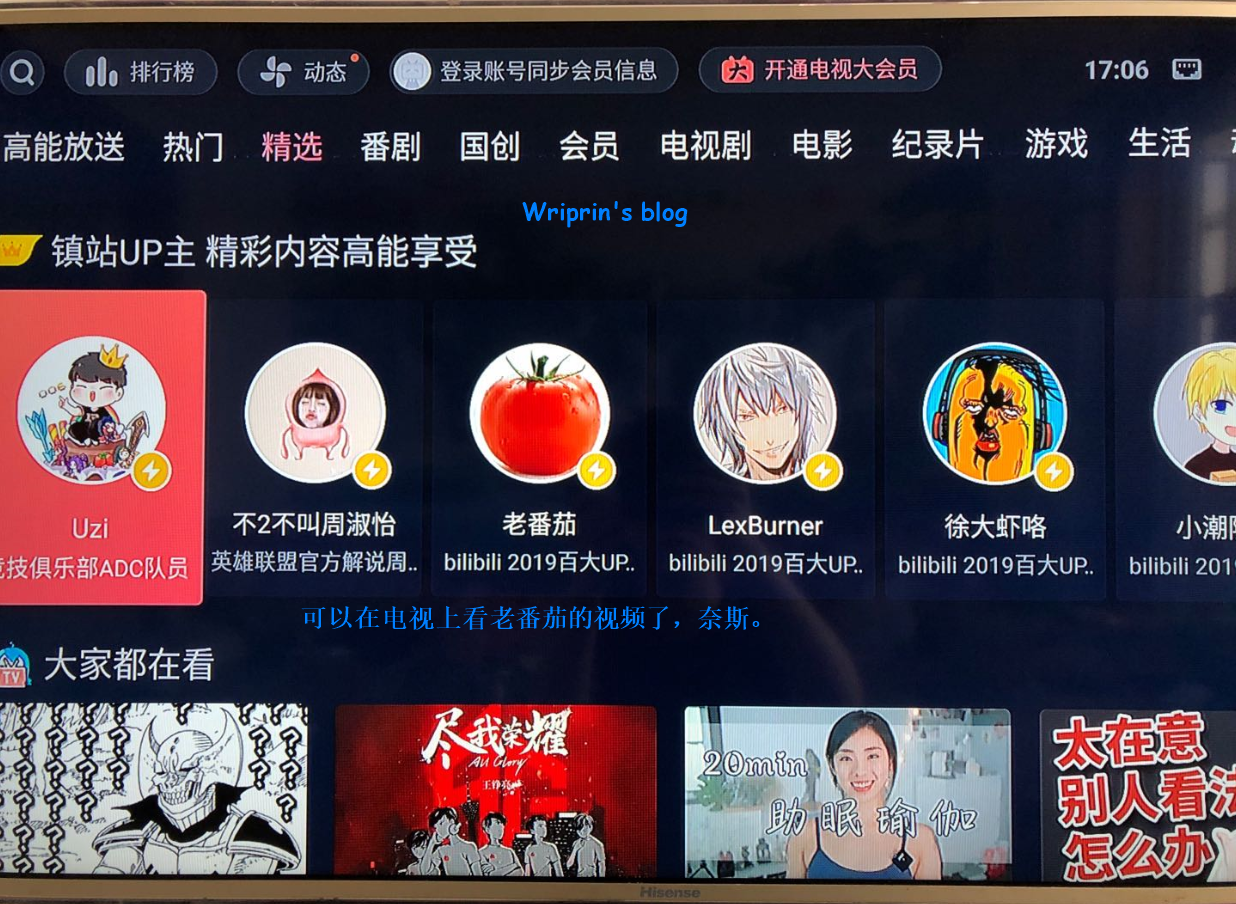 排行榜
动态
登录账号同步会员信息
开通电视大会员
17:06
高能放送 热门 精选 番剧 国创 会员 电视剧 电影 纪录片 游戏 生活
Wriprin's blog
镇站UP主 精彩内容高能享受
Uzi
竞技俱乐部ADC队员
不2不叫周淑怡
英雄联盟官方解说周..
老番茄
bilibili 2019百大UP..
LexBurner
bilibili 2019百大UP..
徐大虾咯
bilibili 2019百大UP..
小潮
bilibili 201
可以在电视上看老番茄的视频了，奈斯。
TV
大家都在看
尽我荣耀
All Glory
20min
助眠瑜伽
太在意
别人看法
怎么办
Hisense